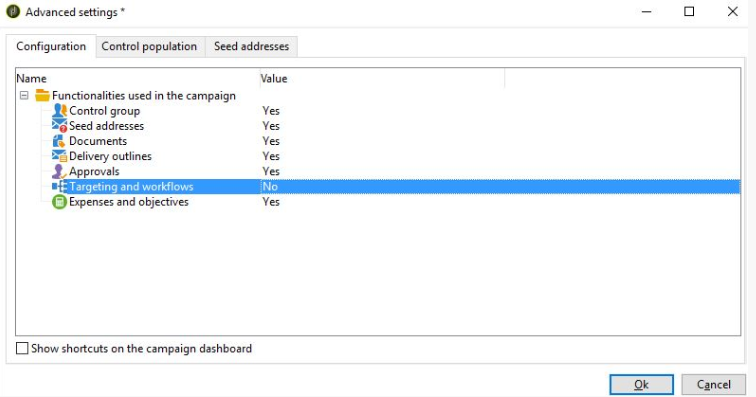 Advanced settings *
Configuration Control population Seed addresses
Name Value
Functionalities used in the campaign
Control group Yes
Seed addresses Yes
Documents Yes
Delivery outlines Yes
Approvals Yes
Targeting and workflows No
Expenses and objectives Yes
Show shortcuts on the campaign dashboard
Ok Cancel